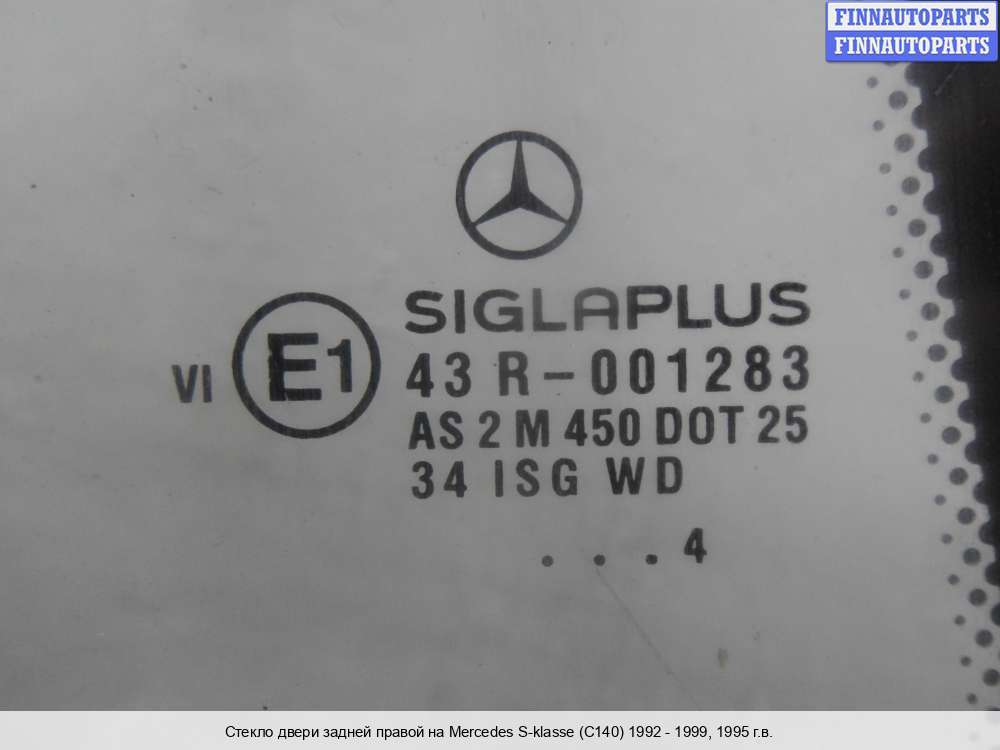 FINNAUTOPARTS
FINNAUTOPARTS
SIGLAPLUS
VI E1 43 R-001283
AS 2 M 450 DOT 25
34 ISG WD
. . . 4
Стекло двери задней правой на Mercedes S-klasse (C140) 1992 - 1999, 1995 г.в.